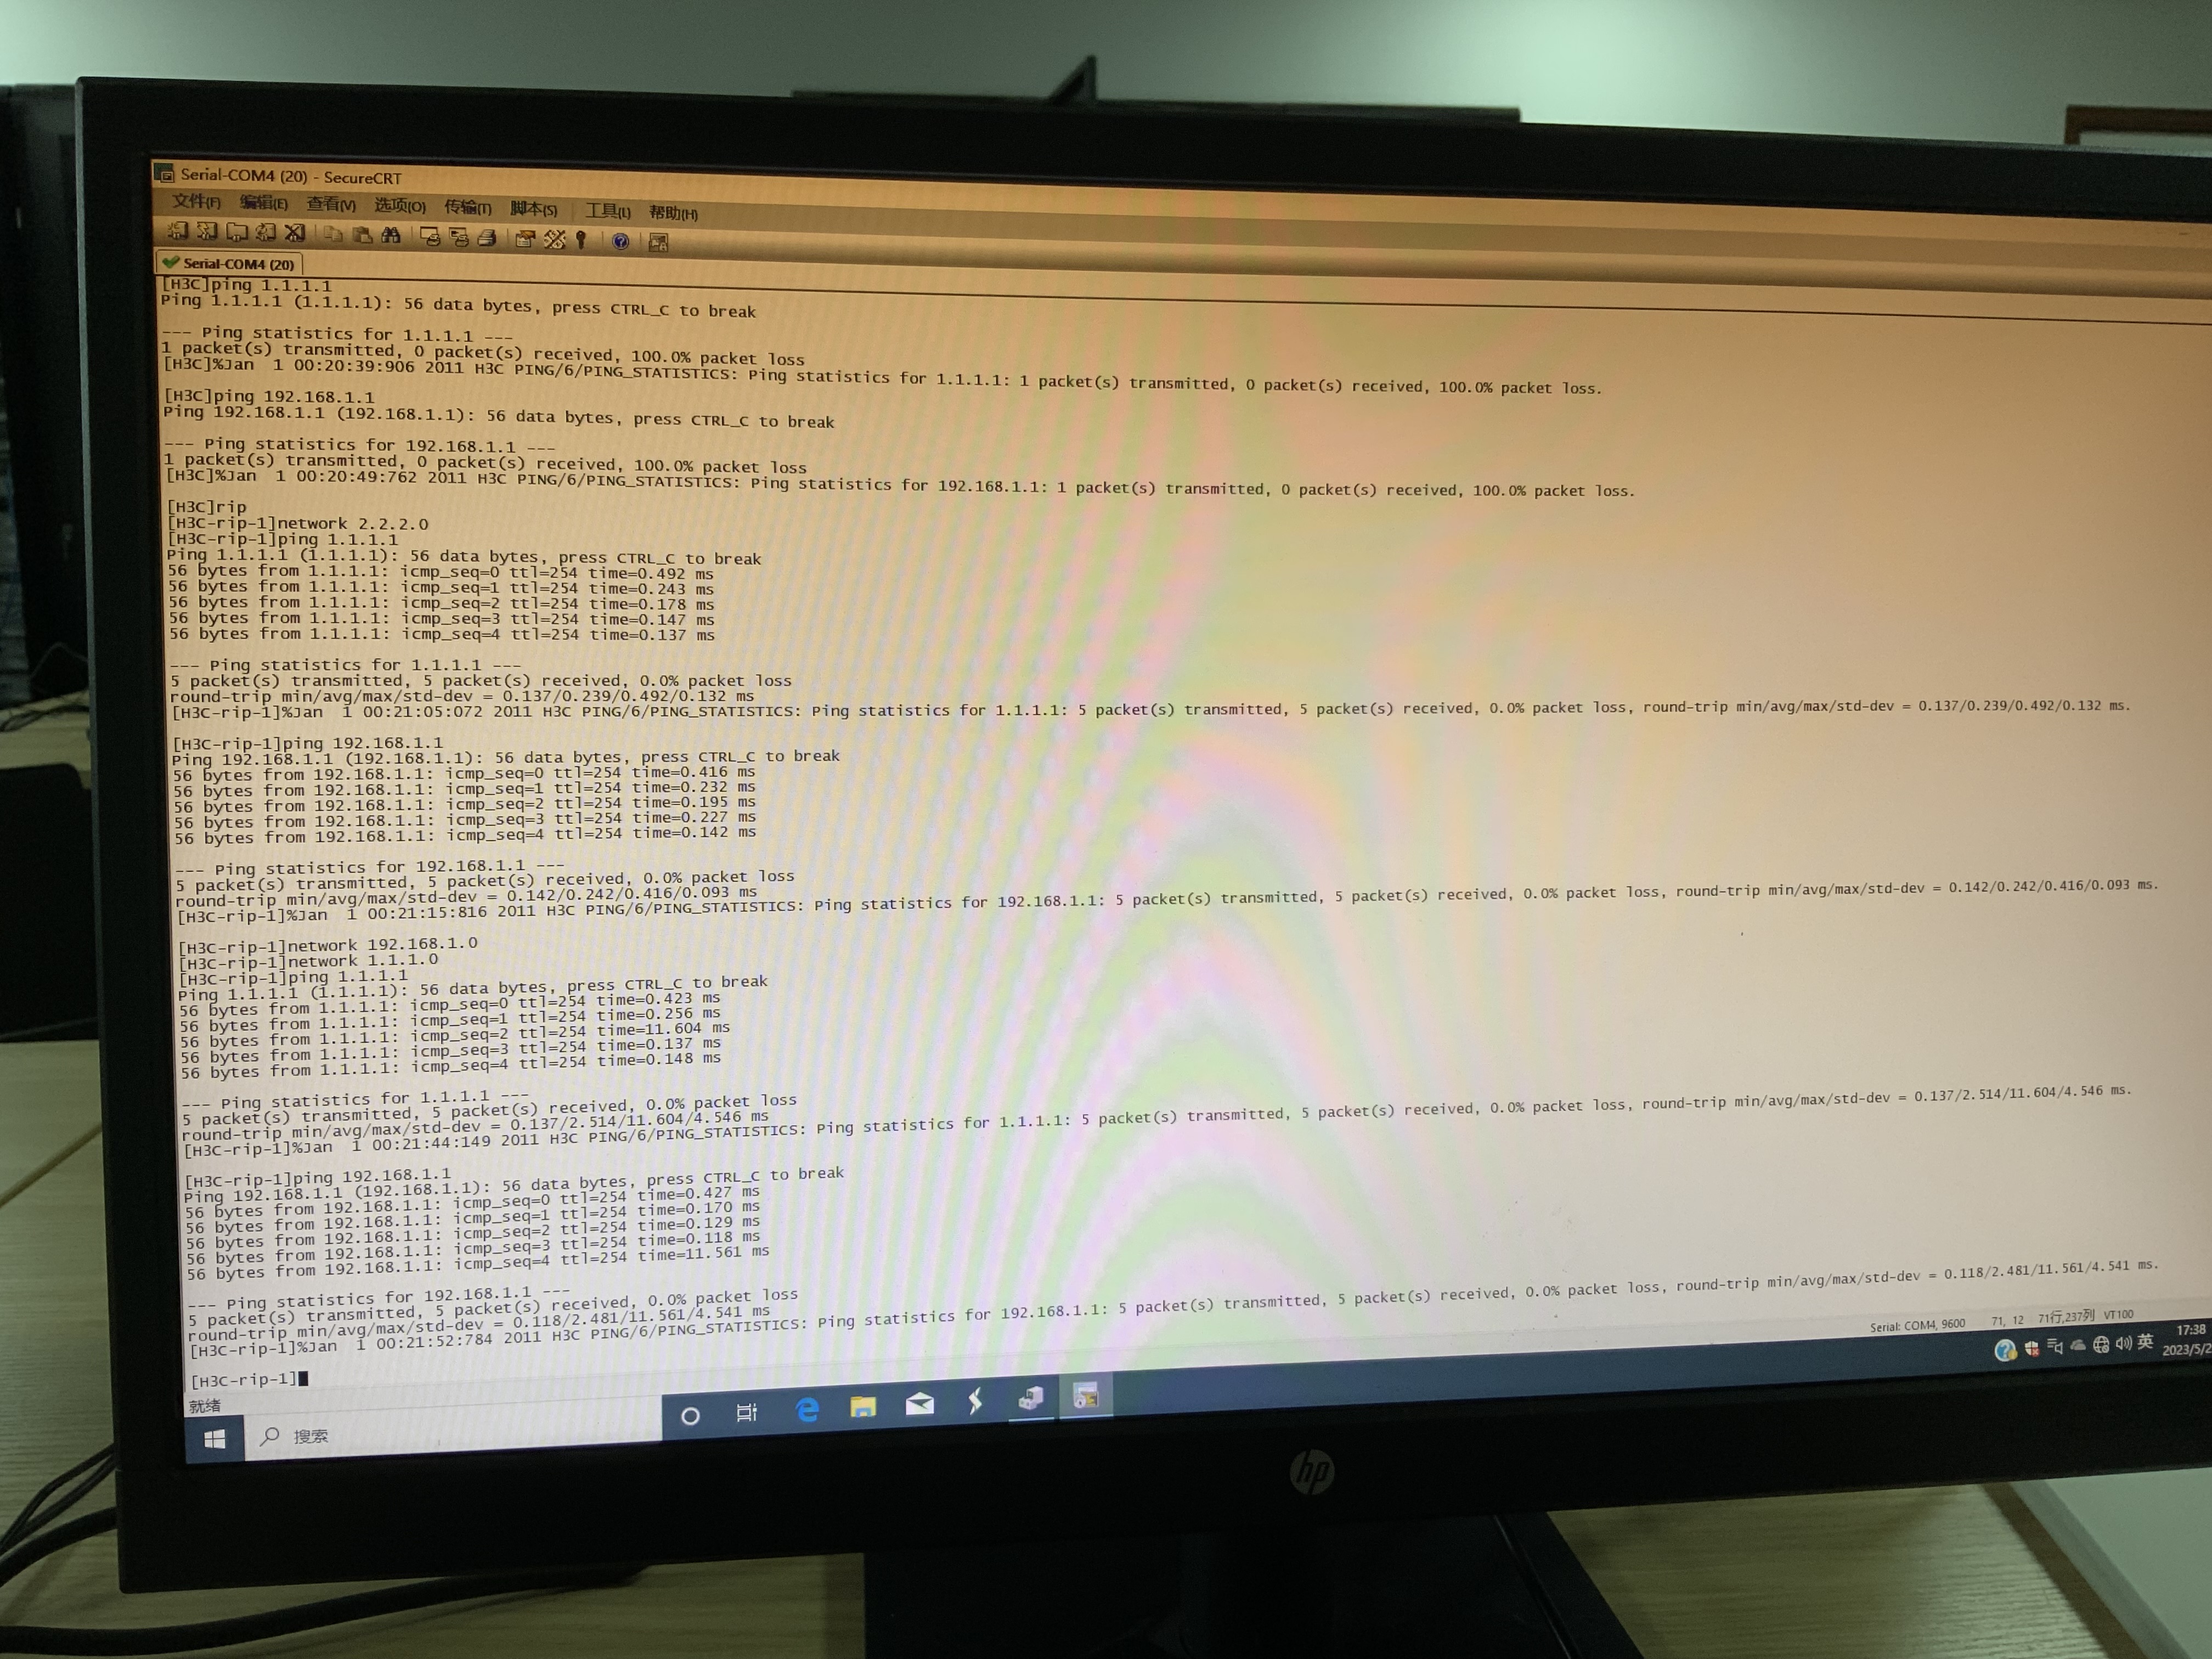 Serial-COM4 (20) - SecureCRT
文件(F) 编辑(E) 查看(V) 选项(O) 传输(T) 脚本(S) 工具(L) 帮助(H)
Serial-COM4 (20)
[H3C]ping 1.1.1.1
Ping 1.1.1.1 (1.1.1.1): 56 data bytes, press CTRL_C to break
--- Ping statistics for 1.1.1.1 ---
1 packet(s) transmitted, 0 packet(s) received, 100.0% packet loss
[H3C]%Jan 1 00:20:39:906 2011 H3C PING/6/PING_STATISTICS: Ping statistics for 1.1.1.1: 1 packet(s) transmitted, 0 packet(s) received, 100.0% packet loss.
[H3C]ping 192.168.1.1
Ping 192.168.1.1 (192.168.1.1): 56 data bytes, press CTRL_C to break
--- Ping statistics for 192.168.1.1 ---
1 packet(s) transmitted, 0 packet(s) received, 100.0% packet loss
[H3C]%Jan 1 00:20:49:762 2011 H3C PING/6/PING_STATISTICS: Ping statistics for 192.168.1.1: 1 packet(s) transmitted, 0 packet(s) received, 100.0% packet loss.
[H3C]rip
[H3C-rip-1]network 2.2.2.0
[H3C-rip-1]ping 1.1.1.1
Ping 1.1.1.1 (1.1.1.1): 56 data bytes, press CTRL_C to break
56 bytes from 1.1.1.1: icmp_seq=0 ttl=254 time=0.492 ms
56 bytes from 1.1.1.1: icmp_seq=1 ttl=254 time=0.243 ms
56 bytes from 1.1.1.1: icmp_seq=2 ttl=254 time=0.178 ms
56 bytes from 1.1.1.1: icmp_seq=3 ttl=254 time=0.147 ms
56 bytes from 1.1.1.1: icmp_seq=4 ttl=254 time=0.137 ms
--- Ping statistics for 1.1.1.1 ---
5 packet(s) transmitted, 5 packet(s) received, 0.0% packet loss
round-trip min/avg/max/std-dev = 0.137/0.239/0.492/0.132 ms
[H3C-rip-1]%Jan 1 00:21:05:072 2011 H3C PING/6/PING_STATISTICS: Ping statistics for 1.1.1.1: 5 packet(s) transmitted, 5 packet(s) received, 0.0% packet loss, round-trip min/avg/max/std-dev = 0.137/0.239/0.492/0.132 ms.
[H3C-rip-1]ping 192.168.1.1
Ping 192.168.1.1 (192.168.1.1): 56 data bytes, press CTRL_C to break
56 bytes from 192.168.1.1: icmp_seq=0 ttl=254 time=0.416 ms
56 bytes from 192.168.1.1: icmp_seq=1 ttl=254 time=0.232 ms
56 bytes from 192.168.1.1: icmp_seq=2 ttl=254 time=0.195 ms
56 bytes from 192.168.1.1: icmp_seq=3 ttl=254 time=0.227 ms
56 bytes from 192.168.1.1: icmp_seq=4 ttl=254 time=0.142 ms
--- Ping statistics for 192.168.1.1 ---
5 packet(s) transmitted, 5 packet(s) received, 0.0% packet loss
round-trip min/avg/max/std-dev = 0.142/0.242/0.416/0.093 ms
[H3C-rip-1]%Jan 1 00:21:15:816 2011 H3C PING/6/PING_STATISTICS: Ping statistics for 192.168.1.1: 5 packet(s) transmitted, 5 packet(s) received, 0.0% packet loss, round-trip min/avg/max/std-dev = 0.142/0.242/0.416/0.093 ms.
[H3C-rip-1]network 192.168.1.0
[H3C-rip-1]network 1.1.1.0
[H3C-rip-1]ping 1.1.1.1
Ping 1.1.1.1 (1.1.1.1): 56 data bytes, press CTRL_C to break
56 bytes from 1.1.1.1: icmp_seq=0 ttl=254 time=0.423 ms
56 bytes from 1.1.1.1: icmp_seq=1 ttl=254 time=0.256 ms
56 bytes from 1.1.1.1: icmp_seq=2 ttl=254 time=11.604 ms
56 bytes from 1.1.1.1: icmp_seq=3 ttl=254 time=0.137 ms
56 bytes from 1.1.1.1: icmp_seq=4 ttl=254 time=0.148 ms
--- Ping statistics for 1.1.1.1 ---
5 packet(s) transmitted, 5 packet(s) received, 0.0% packet loss
round-trip min/avg/max/std-dev = 0.137/2.514/11.604/4.546 ms
[H3C-rip-1]%Jan 1 00:21:44:149 2011 H3C PING/6/PING_STATISTICS: Ping statistics for 1.1.1.1: 5 packet(s) transmitted, 5 packet(s) received, 0.0% packet loss, round-trip min/avg/max/std-dev = 0.137/2.514/11.604/4.546 ms.
[H3C-rip-1]ping 192.168.1.1
Ping 192.168.1.1 (192.168.1.1): 56 data bytes, press CTRL_C to break
56 bytes from 192.168.1.1: icmp_seq=0 ttl=254 time=0.427 ms
56 bytes from 192.168.1.1: icmp_seq=1 ttl=254 time=0.170 ms
56 bytes from 192.168.1.1: icmp_seq=2 ttl=254 time=0.129 ms
56 bytes from 192.168.1.1: icmp_seq=3 ttl=254 time=0.118 ms
56 bytes from 192.168.1.1: icmp_seq=4 ttl=254 time=11.561 ms
--- Ping statistics for 192.168.1.1 ---
5 packet(s) transmitted, 5 packet(s) received, 0.0% packet loss
round-trip min/avg/max/std-dev = 0.118/2.481/11.561/4.541 ms
[H3C-rip-1]%Jan 1 00:21:52:784 2011 H3C PING/6/PING_STATISTICS: Ping statistics for 192.168.1.1: 5 packet(s) transmitted, 5 packet(s) received, 0.0% packet loss, round-trip min/avg/max/std-dev = 0.118/2.481/11.561/4.541 ms.
[H3C-rip-1]
就绪 Serial: COM4, 9600 71, 12 71行,237列 VT100
搜索
英 17:38
2023/5/2
hp